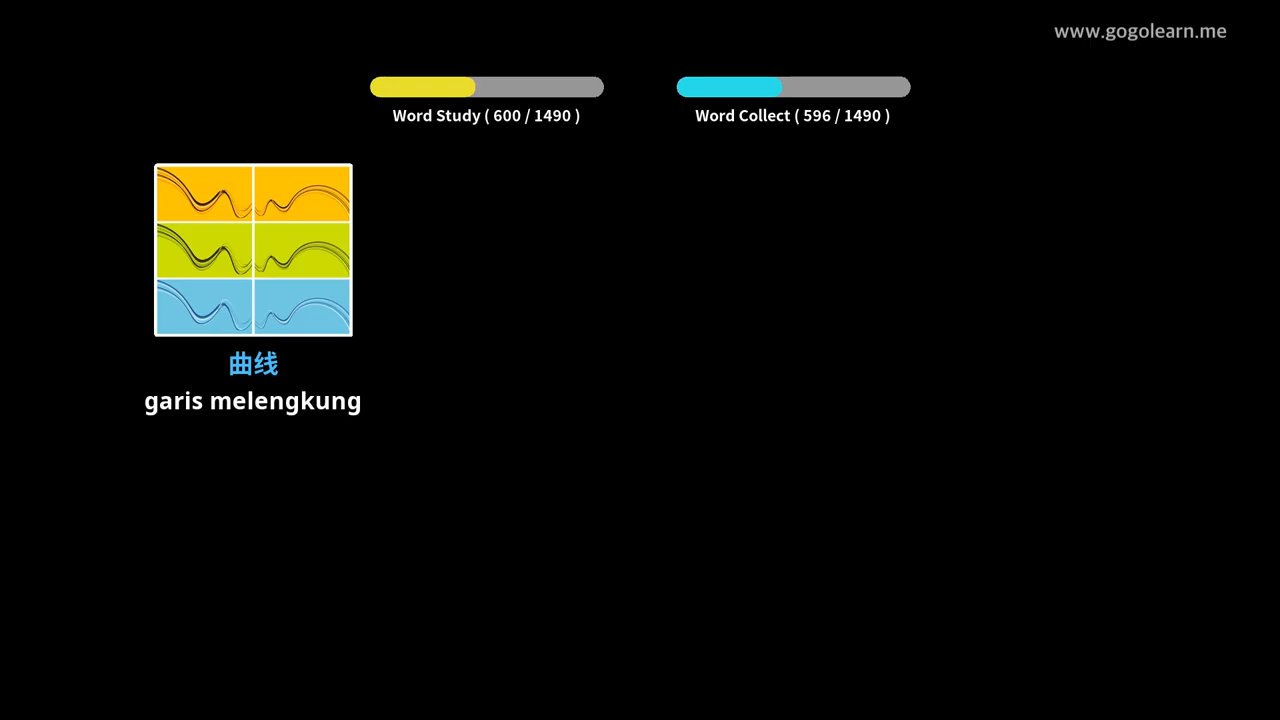 www.gogolearn.me
Word Study ( 600 / 1490 )
Word Collect ( 596 / 1490 )
曲线
garis melengkung